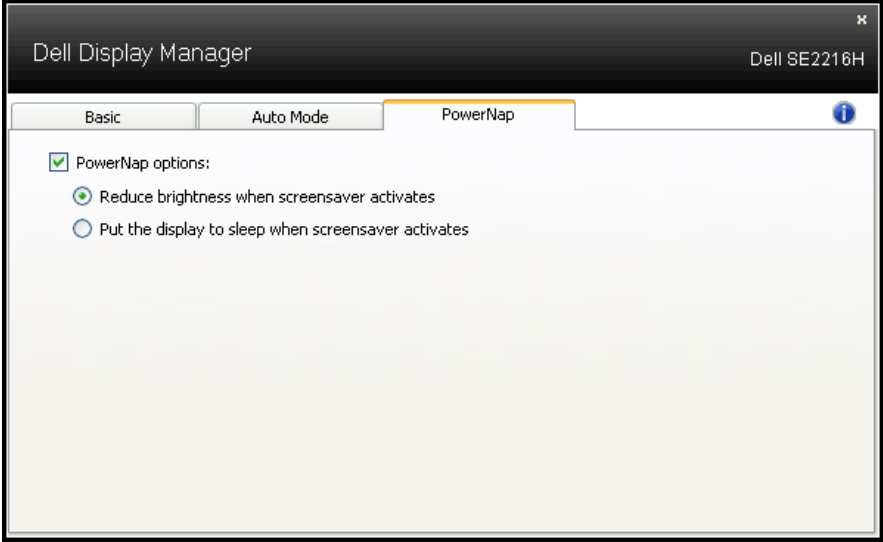 Dell Display Manager
Dell SE2216H
Basic
Auto Mode
PowerNap
PowerNap options:
Reduce brightness when screensaver activates
Put the display to sleep when screensaver activates